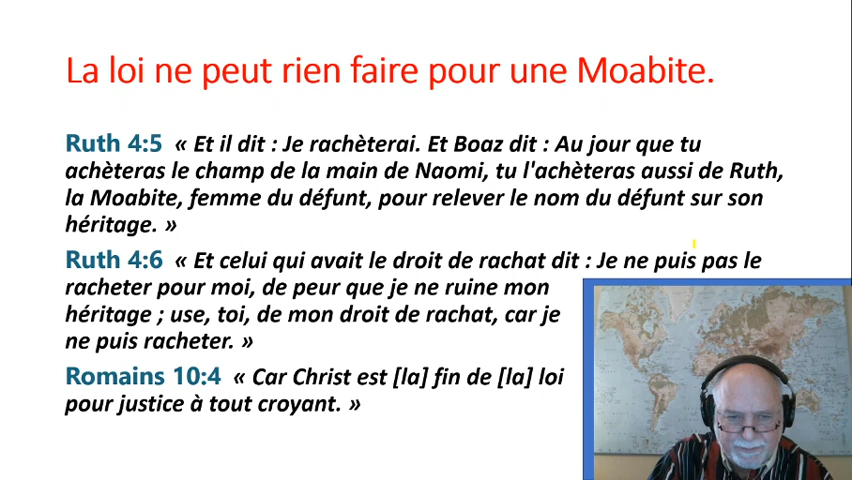 La loi ne peut rien faire pour une Moabite.
Ruth 4:5 « Et il dit : Je rachèterai. Et Boaz dit : Au jour que tu
achèteras le champ de la main de Naomi, tu l'achèteras aussi de Ruth,
la Moabite, femme du défunt, pour relever le nom du défunt sur son
héritage. »
Ruth 4:6 « Et celui qui avait le droit de rachat dit : Je ne puis pas le
racheter pour moi, de peur que je ne ruine mon
héritage ; use, toi, de mon droit de rachat, car je
ne puis racheter. »
Romains 10:4 « Car Christ est [la] fin de [la] loi
pour justice à tout croyant. »